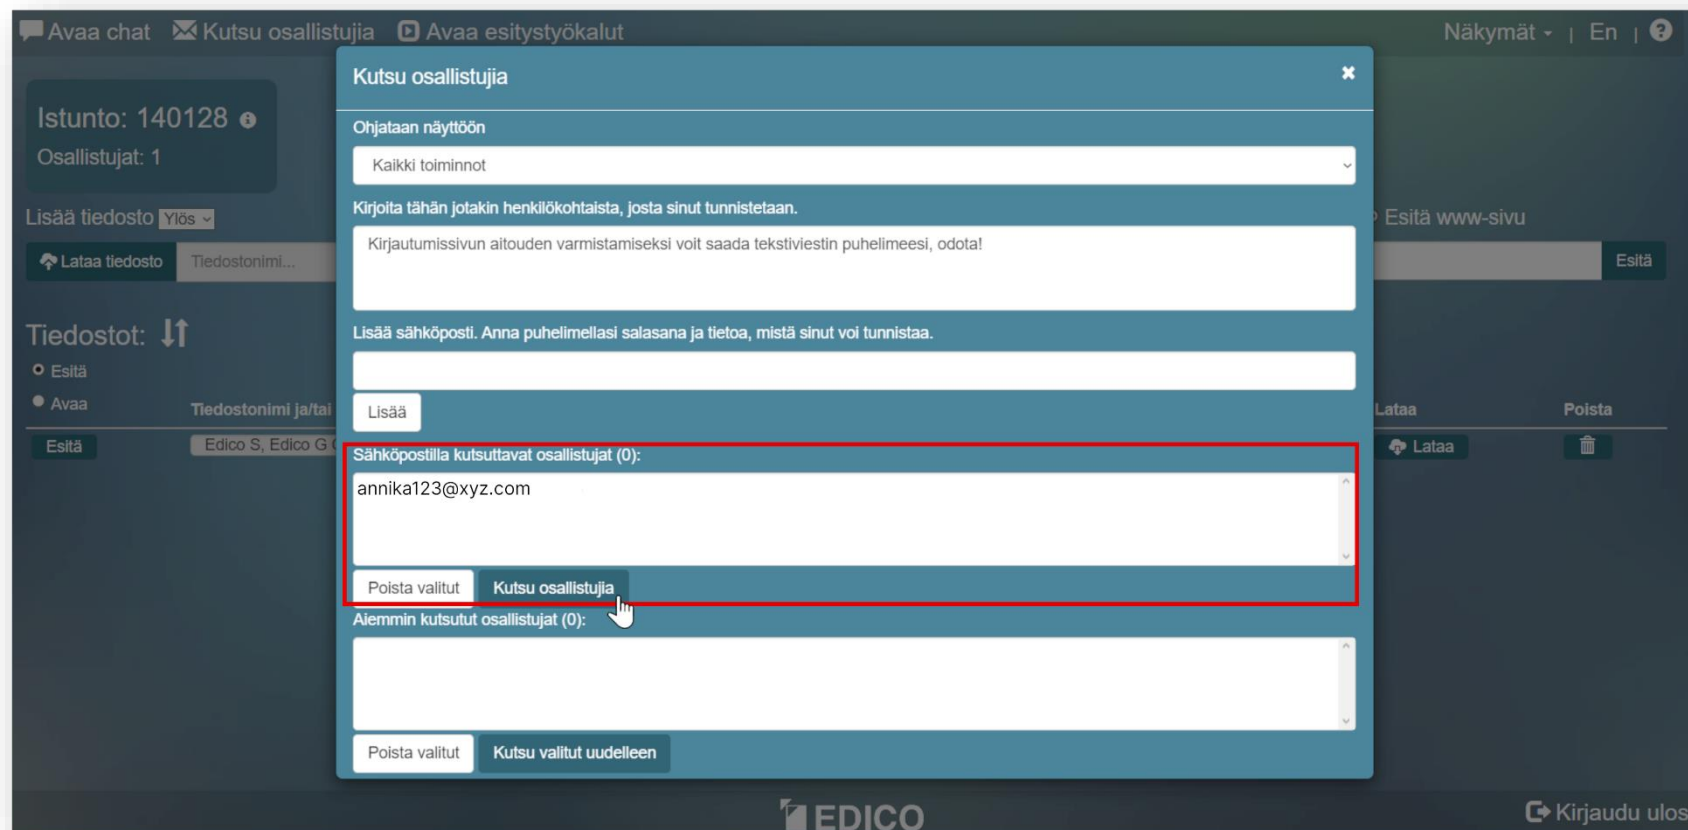 Avaa chat Kutsu osallistujia Avaa esitystyökalut Näkymät | En |
Kutsu osallistujia
Istunto: 140128
Osallistujat: 1
Ohjataan näyttöön
Kaikki toiminnot
Kirjoita tähän jotakin henkilökohtaista, josta sinut tunnistetaan.
Lisää tiedosto Ylös
Esitä www-sivu
Kirjautumissivun aitouden varmistamiseksi voit saada tekstiviestin puhelimeesi, odota!
Lataa tiedosto Tiedostonimi... Esitä
Lisää sähköposti. Anna puhelimellasi salasana ja tietoa, mistä sinut voi tunnistaa.
Tiedostot:
Esitä
Avaa
Tiedostonimi ja/tai
Lataa Poista
Lisää
Esitä Edico S, Edico G
Lataa
Sähköpostilla kutsuttavat osallistujat (0):
annika123@xyz.com
Poista valitut Kutsu osallistujia
Aiemmin kutsutut osallistujat (0):
Poista valitut Kutsu valitut uudelleen
EDICO
Kirjaudu ulos